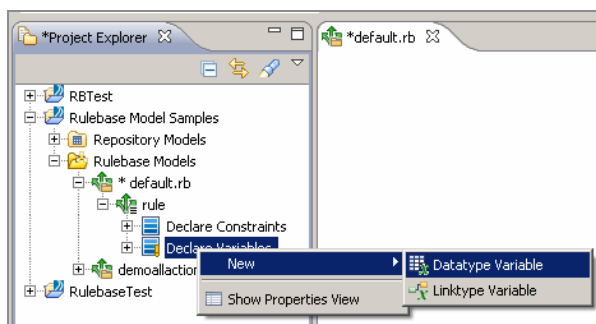 *Project Explorer
*default.rb
RBTest
Rulebase Model Samples
Repository Models
Rulebase Models
* default.rb
rule
Declare Constraints
Declare Variables
New
Datatype Variable
demoallaction
Linktype Variable
RulebaseTest
Show Properties View